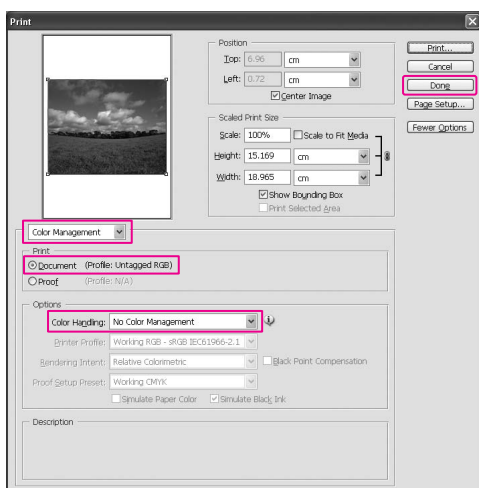 Print
Position
Top: 6.96 cm
Left: 0.72 cm
Center Image
Scaled Print Size
Scale: 100% Scale to Fit Media
Height: 15.169 cm
Width: 18.965 cm
Show Bounding Box
Print Selected Area
Print...
Cancel
Done
Page Setup...
Fewer Options
Color Management
Print
Document (Profile: Untagged RGB)
Proof (Profile: N/A)
Options
Color Handling: No Color Management
Printer Profile: Working RGB - sRGB IEC61966-2.1
Rendering Intent: Relative Colorimetric Black Point Compensation
Proof Setup Preset: Working CMYK
Simulate Paper Color Simulate Black Ink
Description